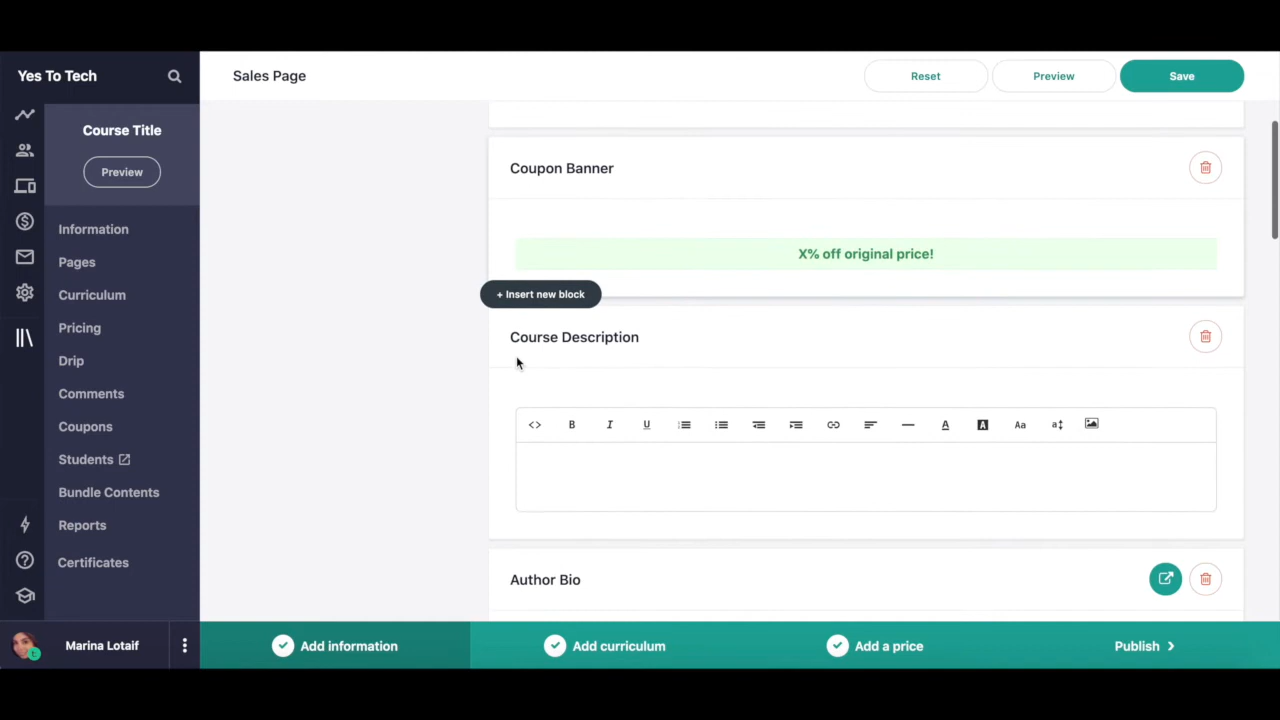 Yes To Tech
Sales Page
Reset
Preview
Save
Course Title
Preview
Information
Pages
Curriculum
Pricing
Drip
Comments
Coupons
Students
Bundle Contents
Reports
Certificates
Marina Lotaif
Coupon Banner
X% off original price!
+ Insert new block
Course Description
<> B I U A A Aa a
Author Bio
Add information
Add curriculum
Add a price
Publish